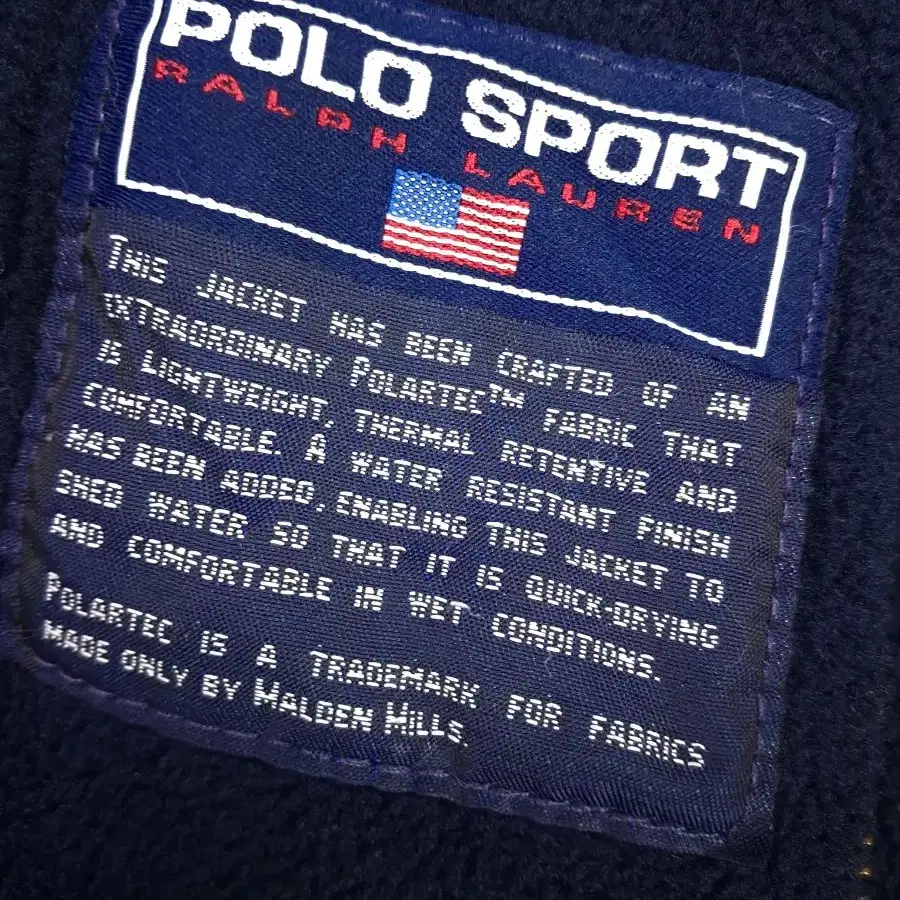 POLO SPORT
RALPH LAUREN
THIS JACKET HAS BEEN CRAFTED OF AN
EXTRAORDINARY POLARTEC™ FABRIC THAT
IS LIGHTWEIGHT, THERMAL RETENTIVE AND
COMFORTABLE. A WATER RESISTANT FINISH
HAS BEEN ADDED, ENABLING THIS JACKET TO
SHED WATER SO THAT IT IS QUICK-DRYING
AND COMFORTABLE IN WET CONDITIONS.
POLARTEC IS A TRADEMARK FOR FABRICS
MADE ONLY BY MALDEN MILLS.